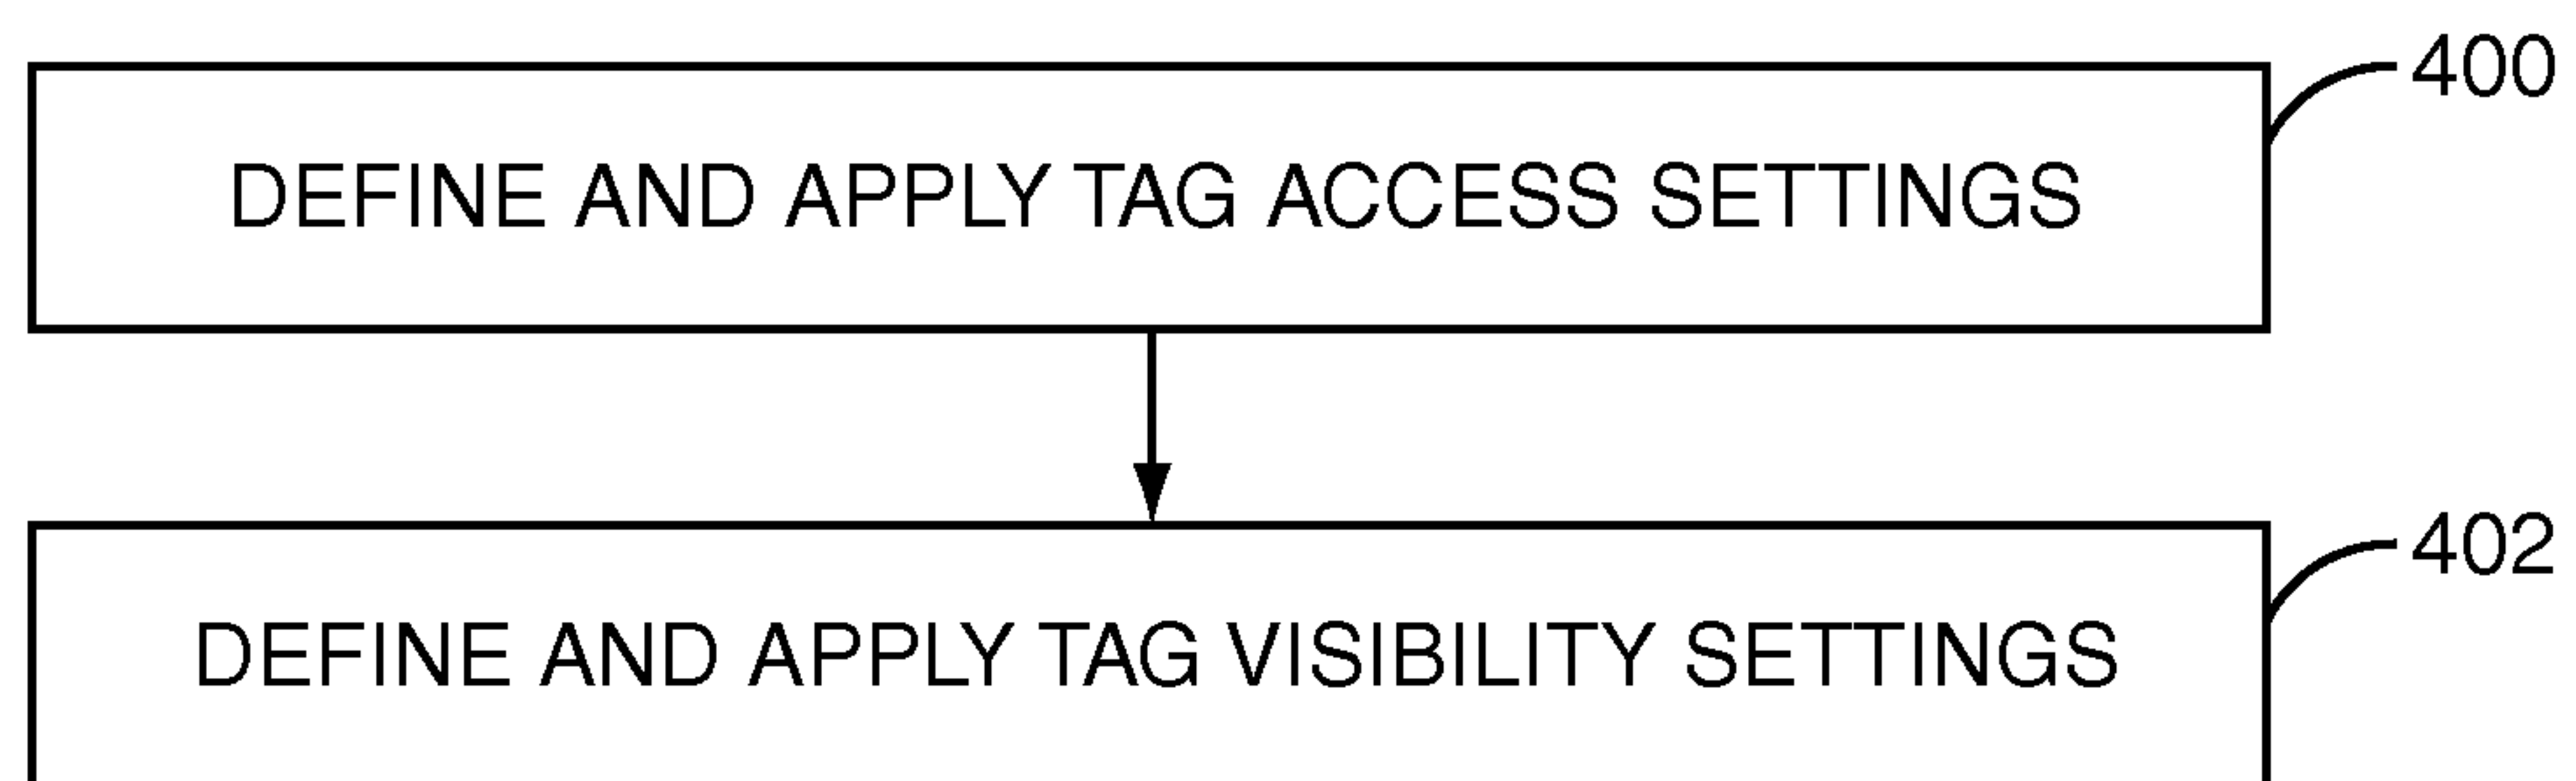 400
DEFINE AND APPLY TAG ACCESS SETTINGS
402
DEFINE AND APPLY TAG VISIBILITY SETTINGS